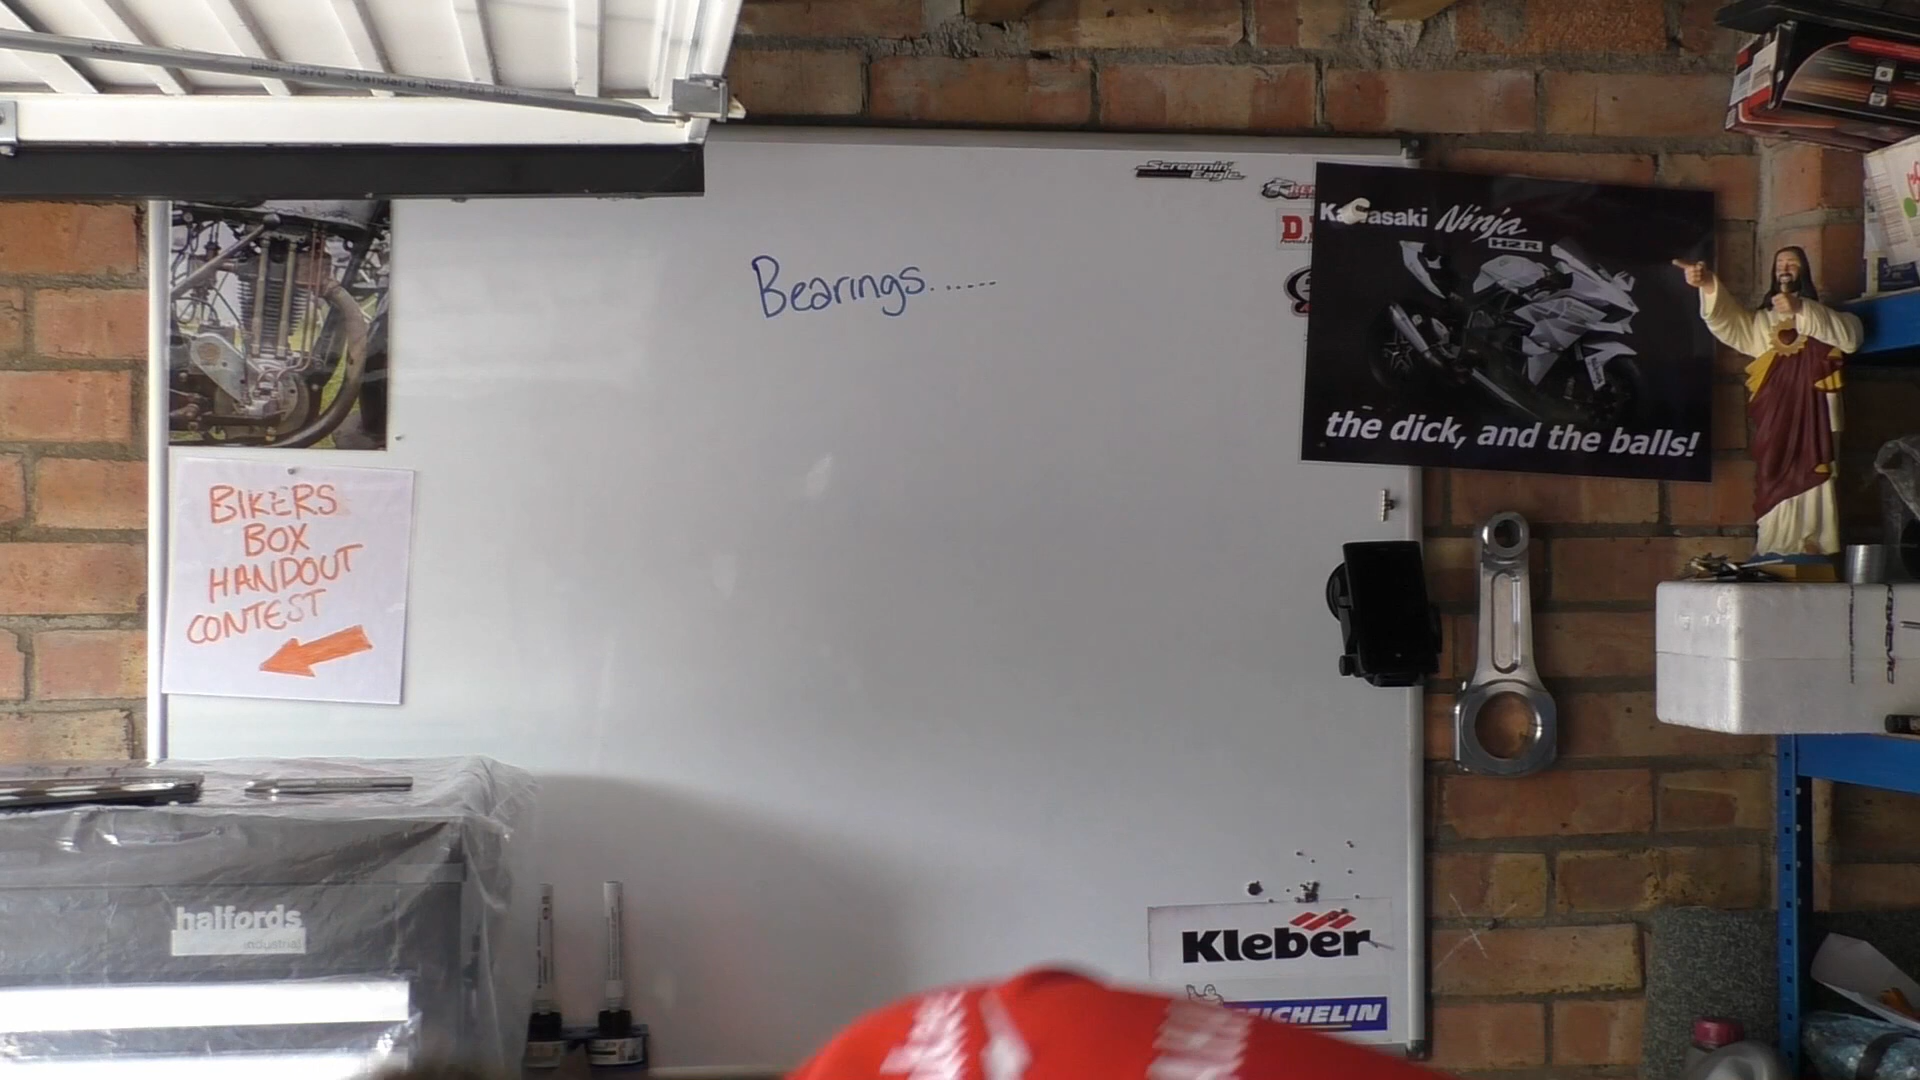 Screamin'
Eagle
Kawasaki Ninja
H2R
Bearings......
the dick, and the balls!
BIKERS
BOX
HANDOUT
CONTEST
halfords
industrial
Kleber
MICHELIN